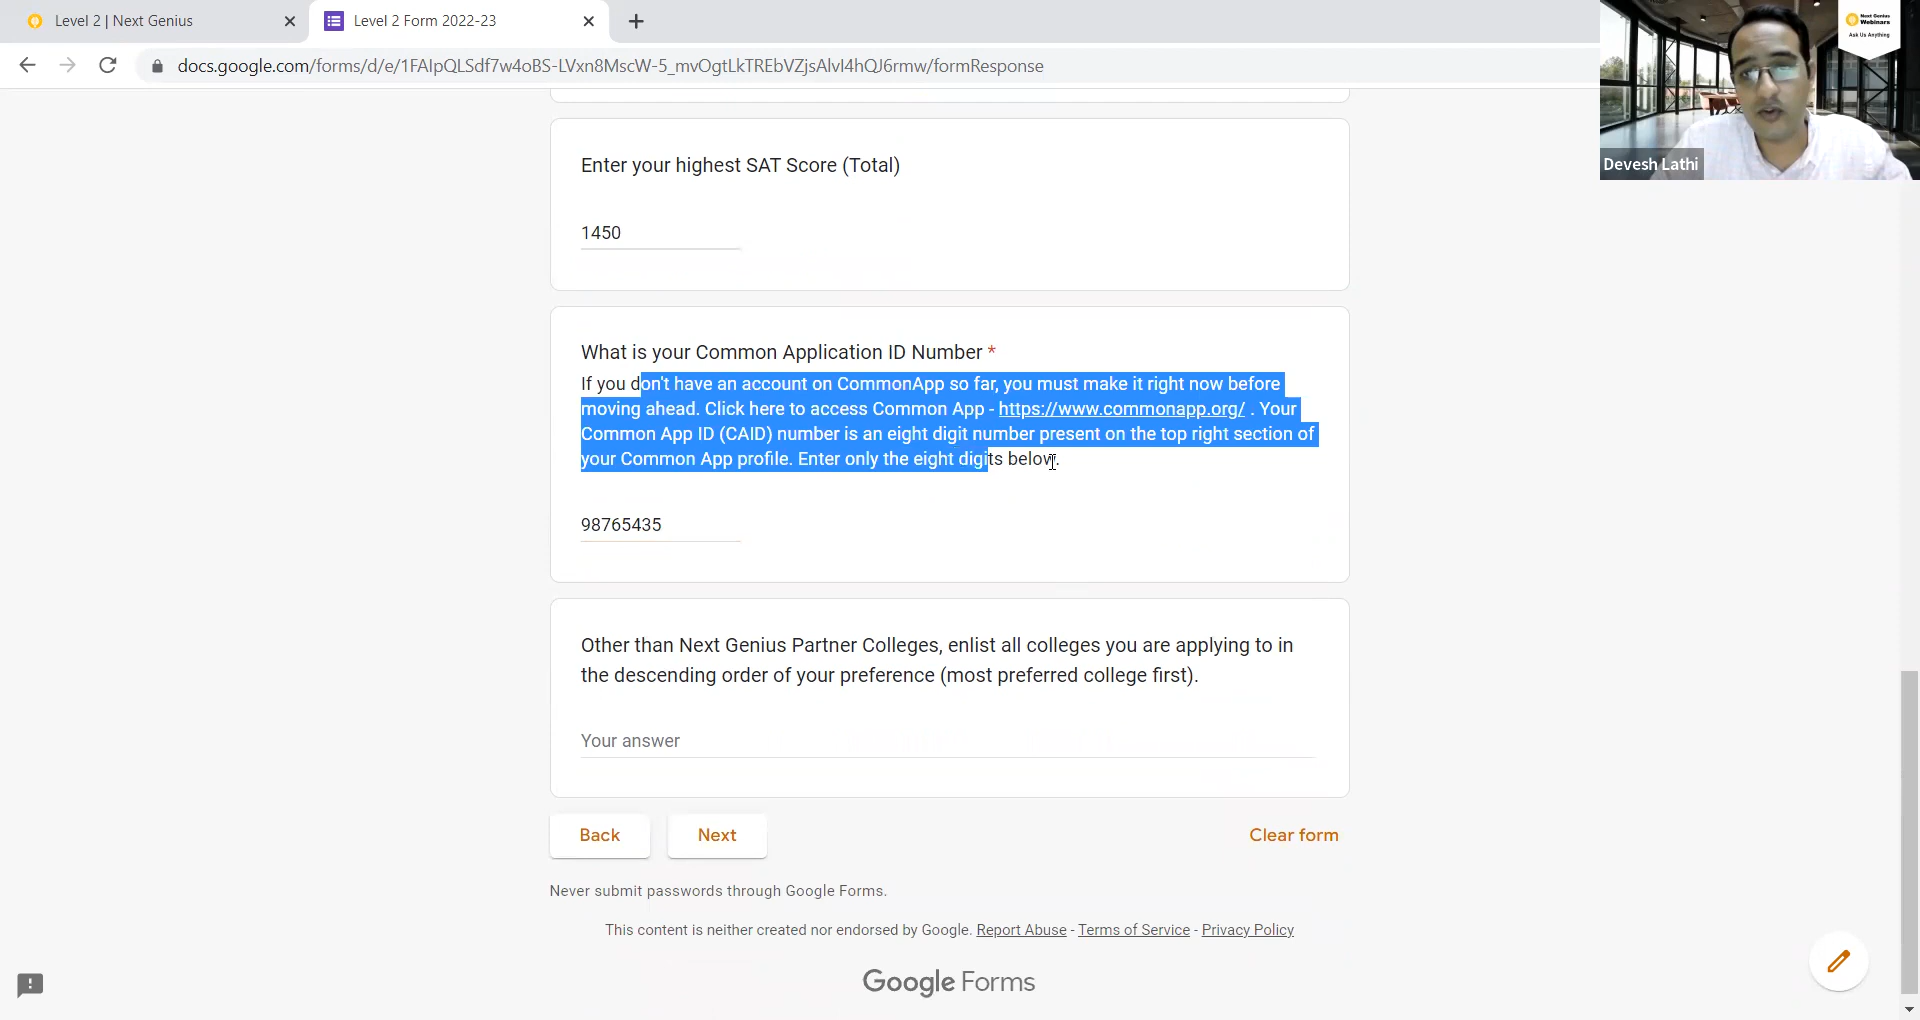 Level 2 | Next Genius
Level 2 Form 2022-23
docs.google.com/forms/d/e/1FAIpQLSdf7w4oBS-LVxn8MscW-5_mvOgtLkTREbVZjsAlvI4hQJ6rmw/formResponse
Next Genius
Webinars
Ask Us Anything
Devesh Lathi
Enter your highest SAT Score (Total)
1450
What is your Common Application ID Number *
If you don't have an account on CommonApp so far, you must make it right now before
moving ahead. Click here to access Common App - https://www.commonapp.org/ . Your
Common App ID (CAID) number is an eight digit number present on the top right section of
your Common App profile. Enter only the eight digits below.
98765435
Other than Next Genius Partner Colleges, enlist all colleges you are applying to in
the descending order of your preference (most preferred college first).
Your answer
Back
Next
Clear form
Never submit passwords through Google Forms.
This content is neither created nor endorsed by Google. Report Abuse - Terms of Service - Privacy Policy
Google Forms